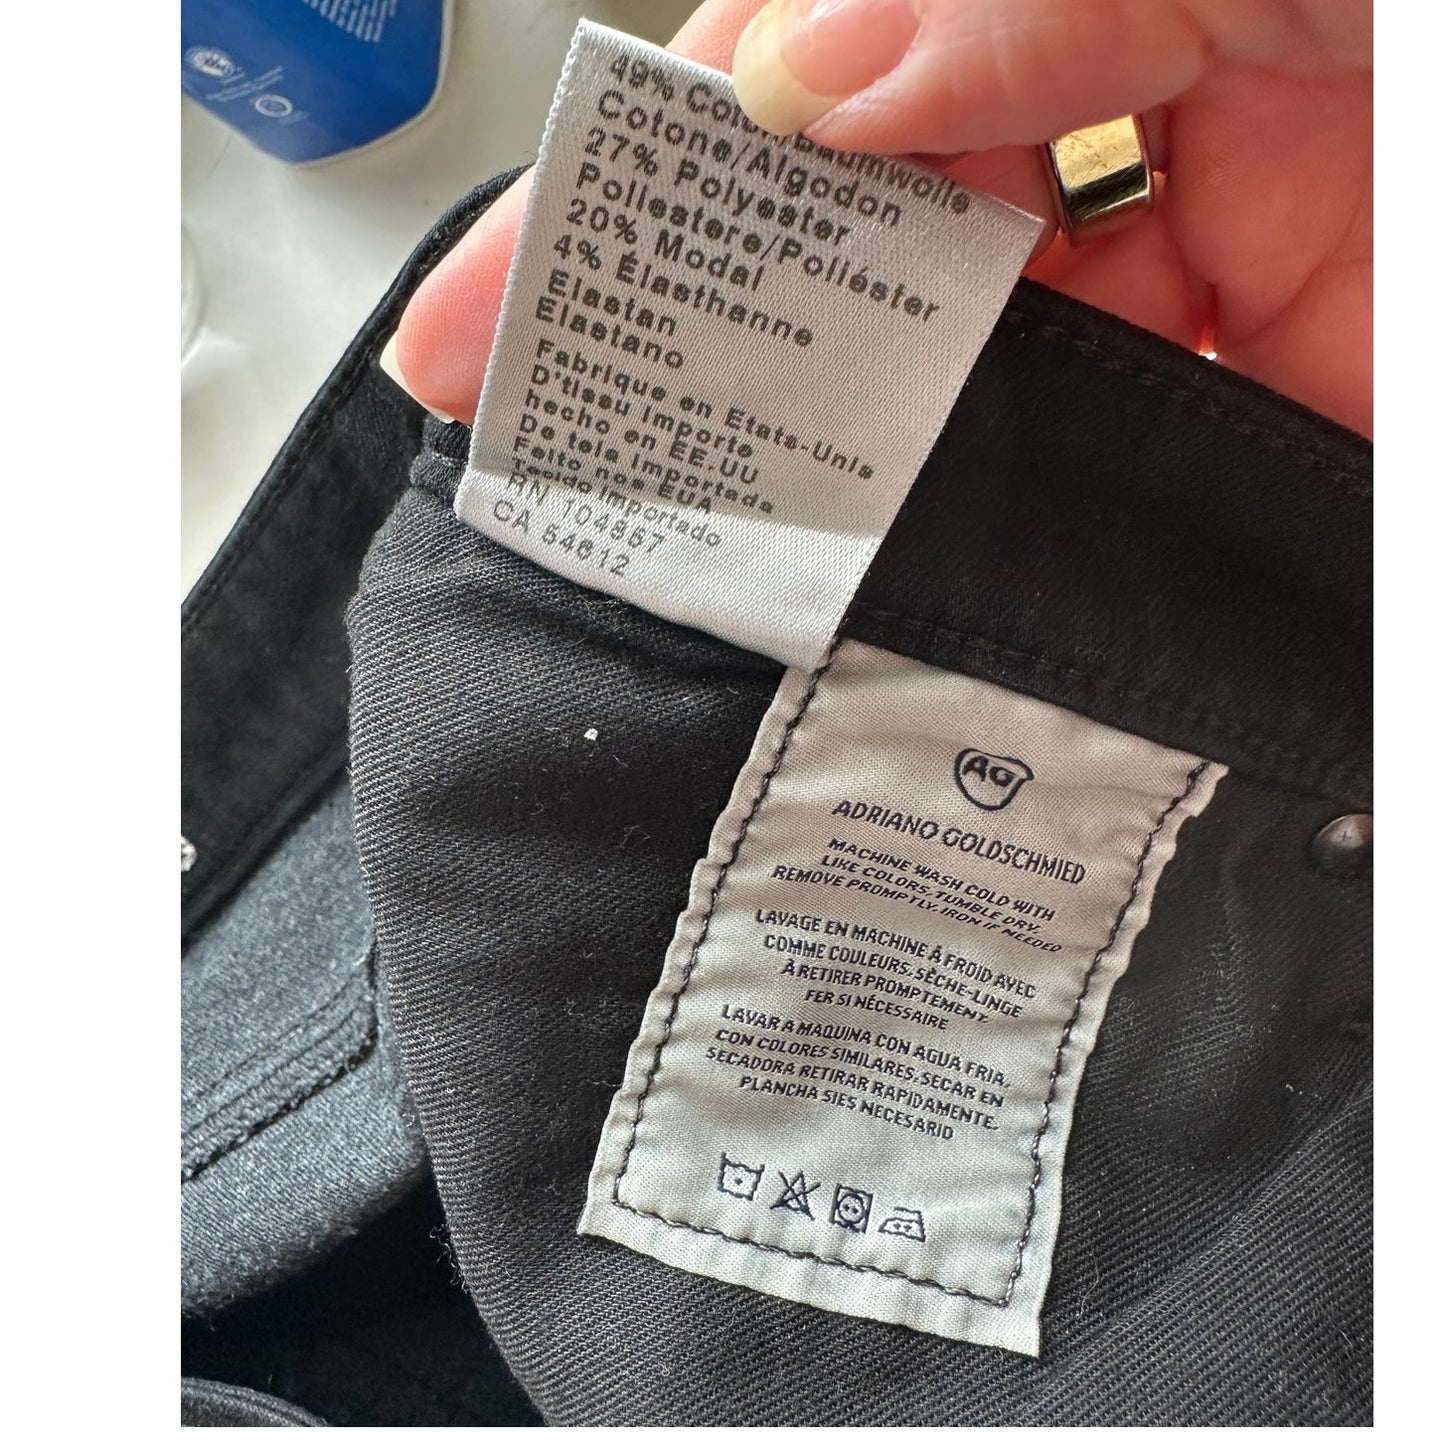 49% Coton/Baumwolle
Cotone/Algodon
27% Polyester
Poliestere/Poliéster
20% Modal
4% Élasthanne
Elastan
Elastano
Fabrique en Etats-Unis
D'tissu Importe
hecho en EE.UU
De tela importada
Feito nos EUA
Tecido importado
RN 104857
CA 54612
AG
ADRIANO GOLDSCHMIED
MACHINE WASH COLD WITH
LIKE COLORS, TUMBLE DRY,
REMOVE PROMPTLY, IRON IF NEEDED
LAVAGE EN MACHINE À FROID AVEC
COMME COULEURS, SÈCHE-LINGE
À RETIRER PROMPTEMENT,
FER SI NÉCESSAIRE
LAVAR A MAQUINA CON AGUA FRIA,
CON COLORES SIMILARES, SECAR EN
SECADORA RETIRAR RAPIDAMENTE.
PLANCHA SIES NECESARIO